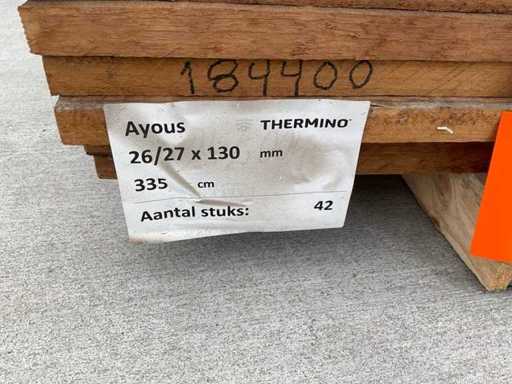 184400
Ayous THERMINO
26/27 x 130 mm
335 cm
Aantal stuks: 42